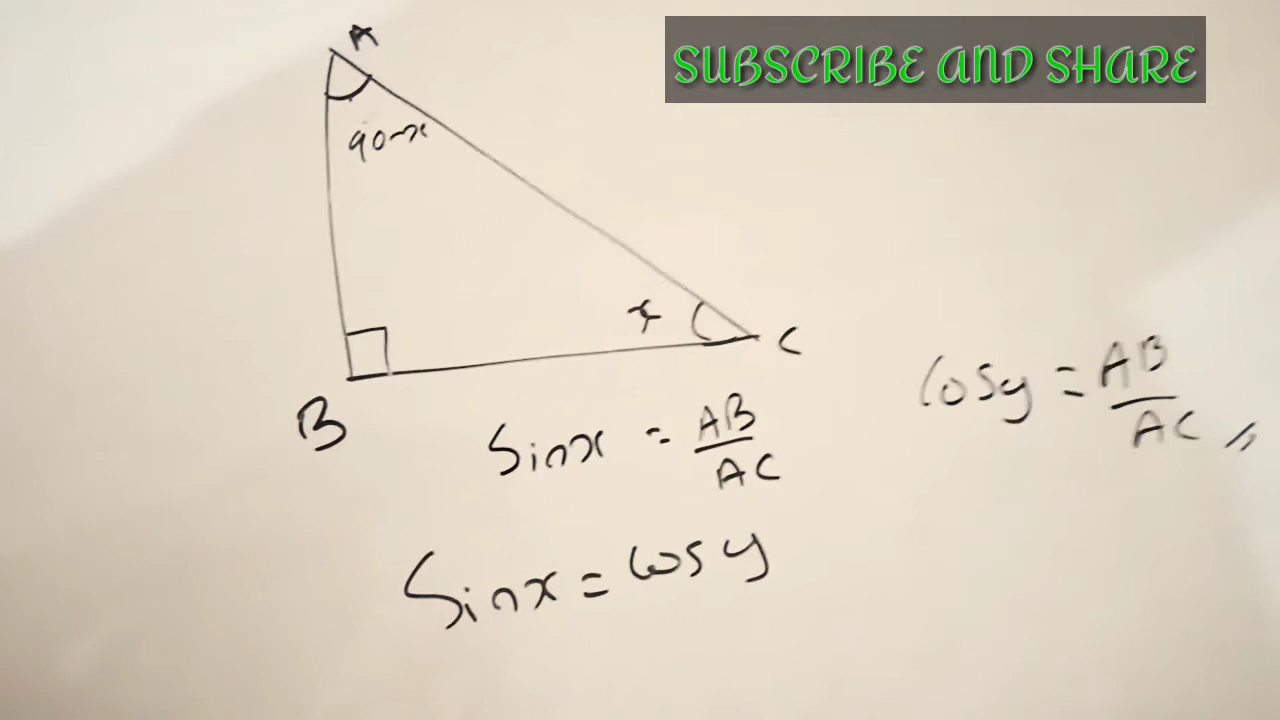 SUBSCRIBE AND SHARE
A
90-x
x
C
B
Sinx = AB/AC
Cosy = AB/AC
Sinx = Cosy